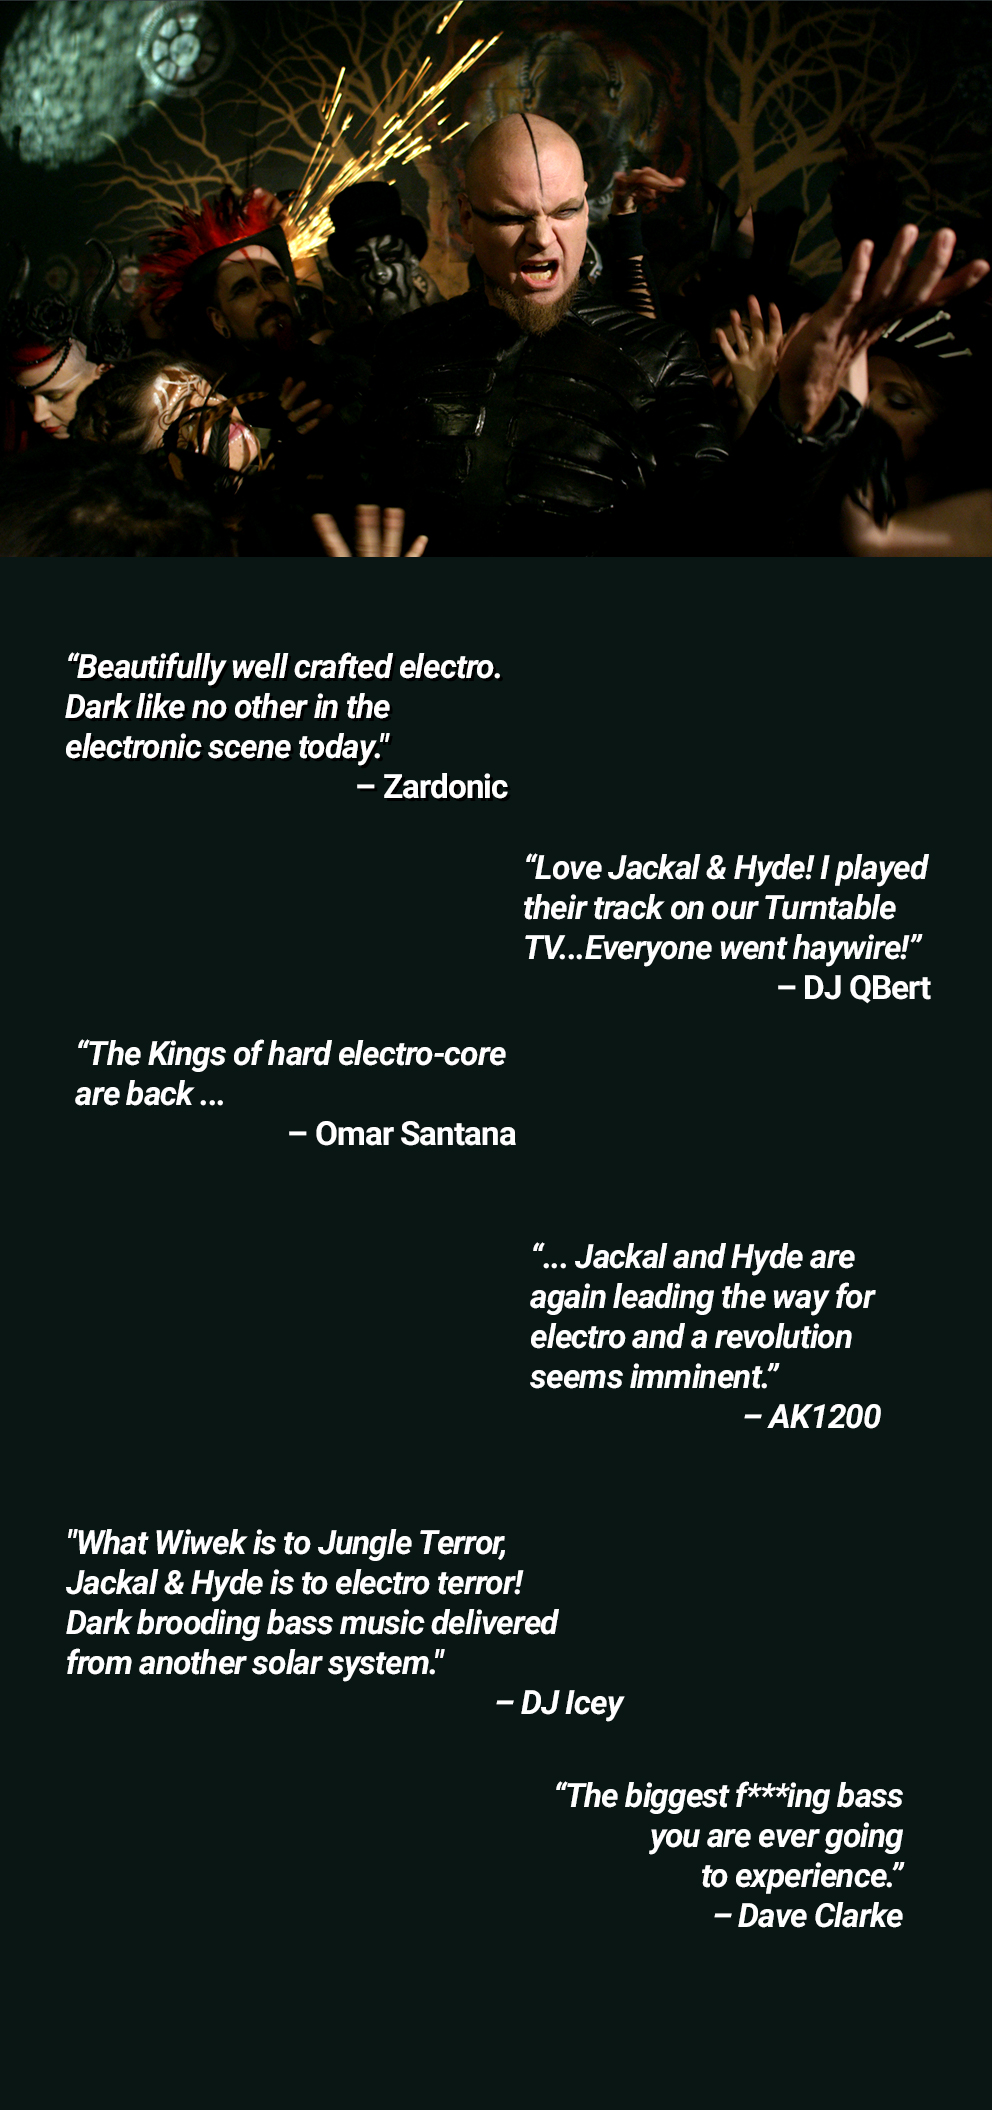 “Beautifully well crafted electro.
Dark like no other in the
electronic scene today."
– Zardonic
“Love Jackal & Hyde! I played
their track on our Turntable
TV...Everyone went haywire!”
– DJ QBert
“The Kings of hard electro-core
are back ...
– Omar Santana
“... Jackal and Hyde are
again leading the way for
electro and a revolution
seems imminent.”
– AK1200
"What Wiwek is to Jungle Terror,
Jackal & Hyde is to electro terror!
Dark brooding bass music delivered
from another solar system."
– DJ Icey
“The biggest f***ing bass
you are ever going
to experience.”
– Dave Clarke